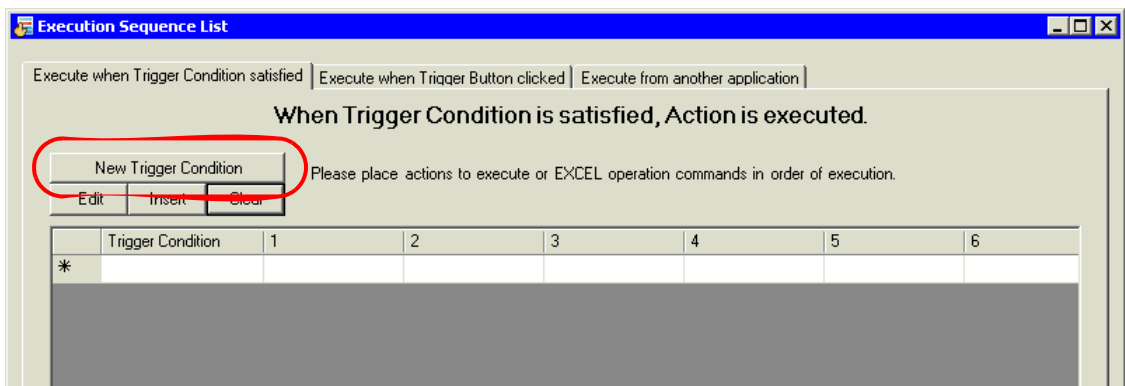 Execution Sequence List
Execute when Trigger Condition satisfied Execute when Trigger Button clicked Execute from another application
When Trigger Condition is satisfied, Action is executed.
New Trigger Condition
Please place actions to execute or EXCEL operation commands in order of execution.
Edit Insert Clear
Trigger Condition 1 2 3 4 5 6
*